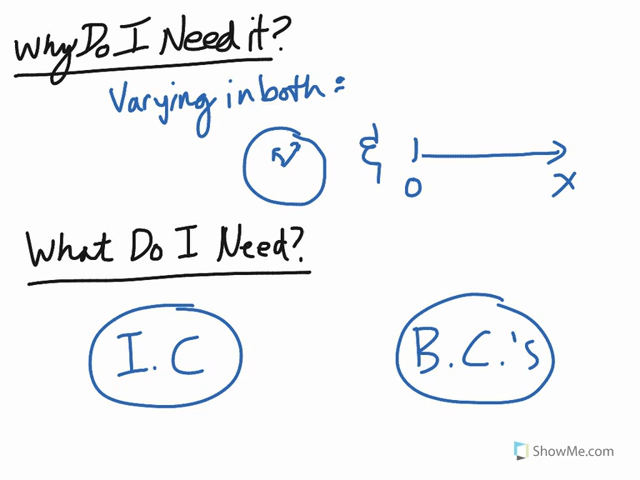 Why Do I Need it?
Varying in both:
&
0 x
What Do I Need?
I.C B.C.'s
ShowMe.com